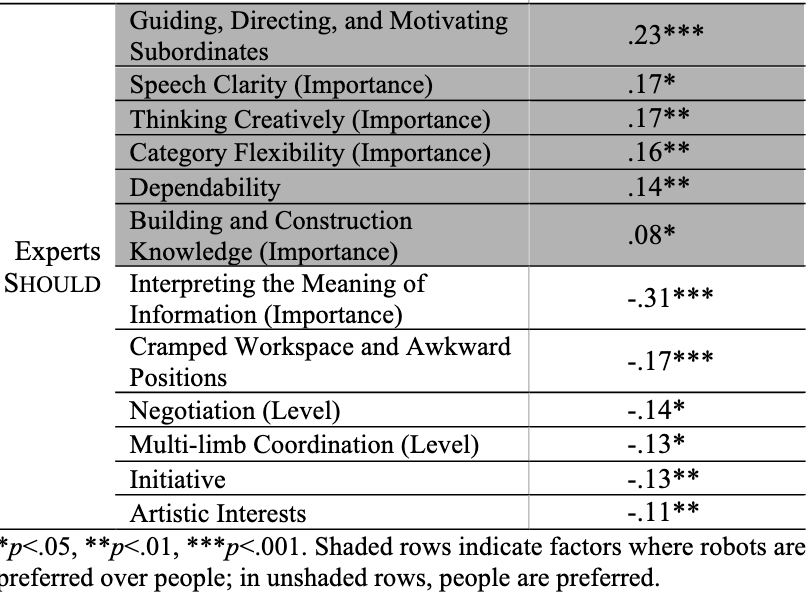 Guiding, Directing, and Motivating
Subordinates
.23***
Speech Clarity (Importance)
.17*
Thinking Creatively (Importance)
.17**
Category Flexibility (Importance)
.16**
Dependability
.14**
Building and Construction
Knowledge (Importance)
.08*
Experts
SHOULD
Interpreting the Meaning of
Information (Importance)
-.31***
Cramped Workspace and Awkward
Positions
-.17***
Negotiation (Level)
-.14*
Multi-limb Coordination (Level)
-.13*
Initiative
-.13**
Artistic Interests
-.11**
*p<.05, **p<.01, ***p<.001. Shaded rows indicate factors where robots are
preferred over people; in unshaded rows, people are preferred.